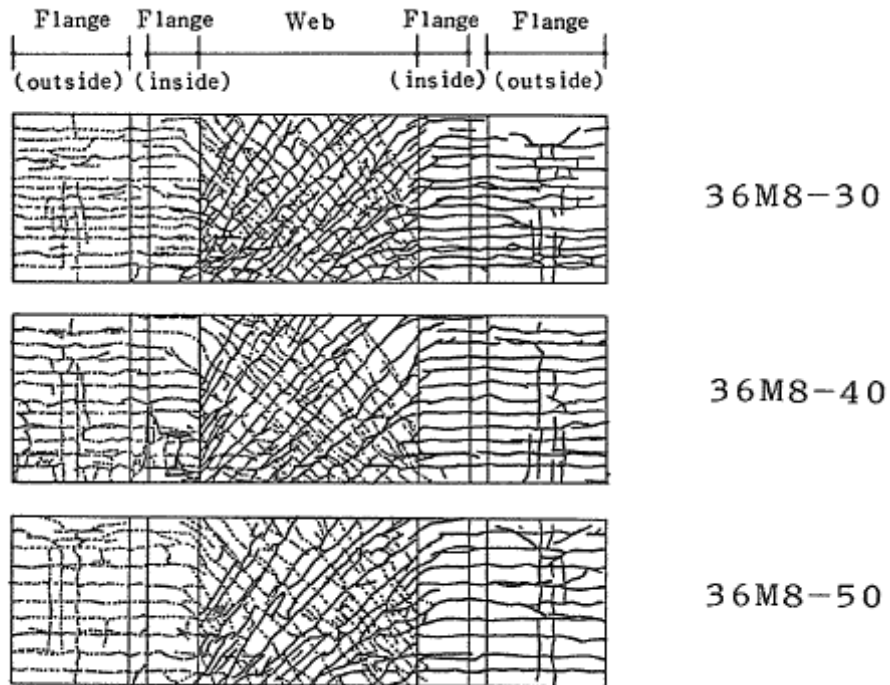 Flange Flange Web Flange Flange
(outside) (inside) (inside) (outside)
36M8-30
36M8-40
36M8-50